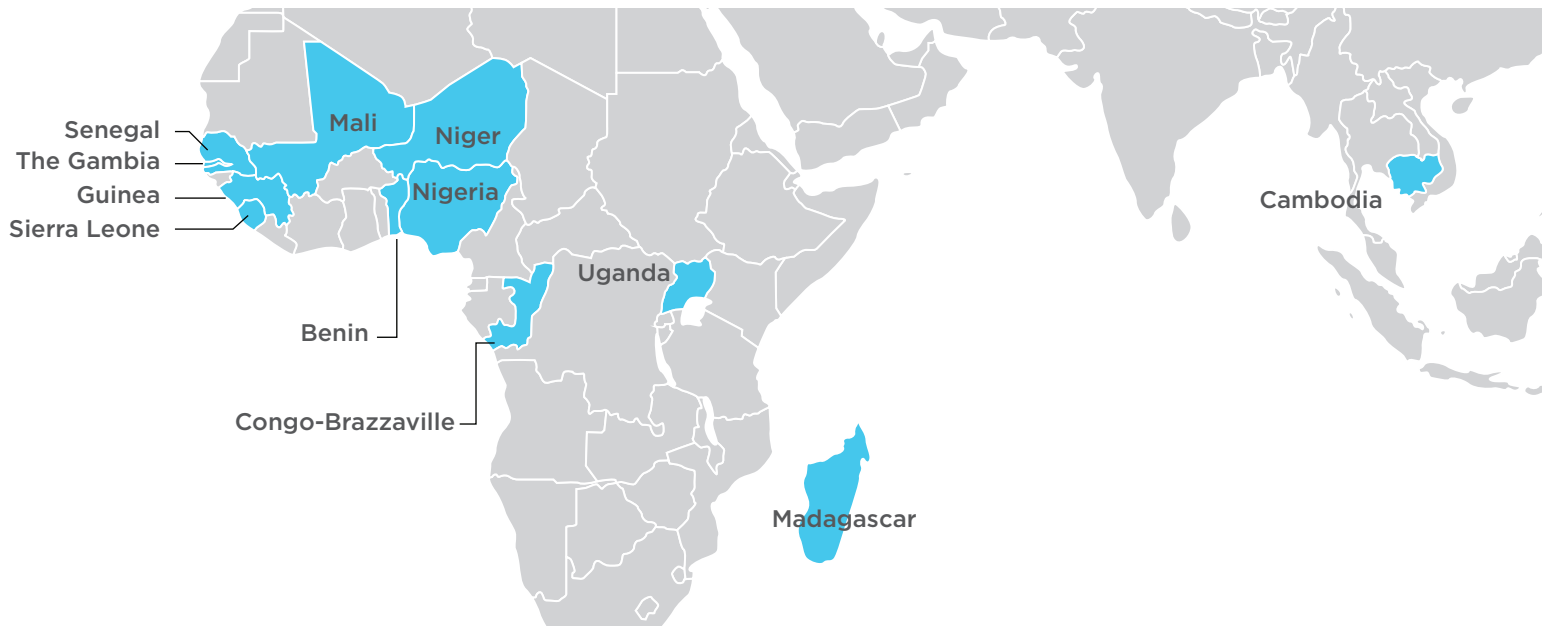 Mali
Senegal
Niger
The Gambia
Nigeria
Guinea
Cambodia
Sierra Leone
Uganda
Benin
Congo-Brazzaville
Madagascar